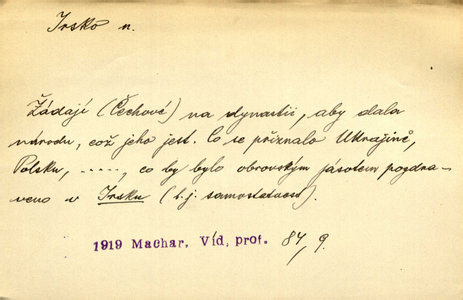 Irsko n.
Žádají (Čechové) na dynastii, aby dala
národu, což jeho jest. Co se přiznalo Ukrajině,
Polsku, ....., co by bylo obrovským jásotem pozdra-
veno v Irsku (t.j. samostatnost).
1919 Machar, Víd, prof. 84, 9.